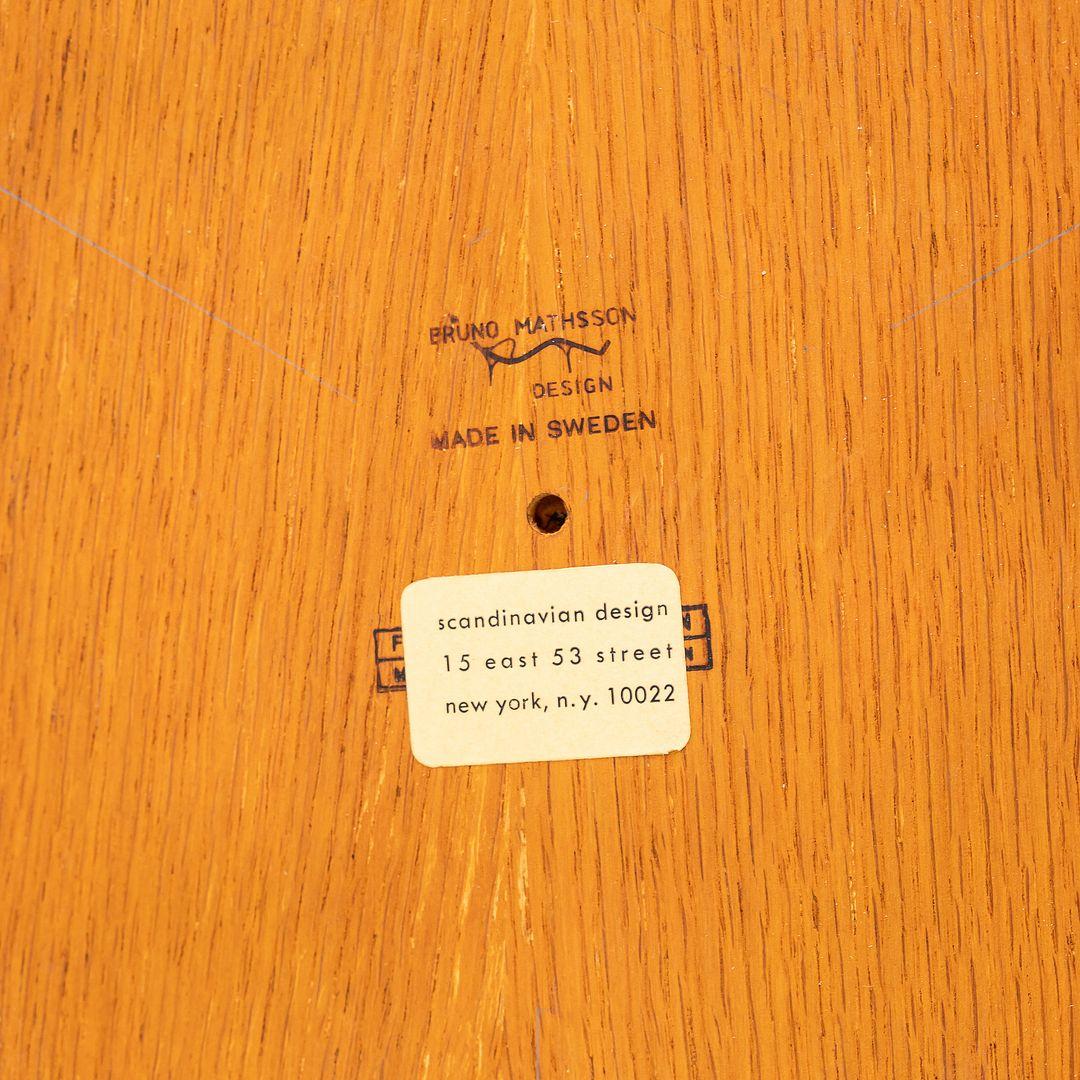 BRUNO MATHSSON
DESIGN
MADE IN SWEDEN
scandinavian design
15 east 53 street
new york, n.y. 10022